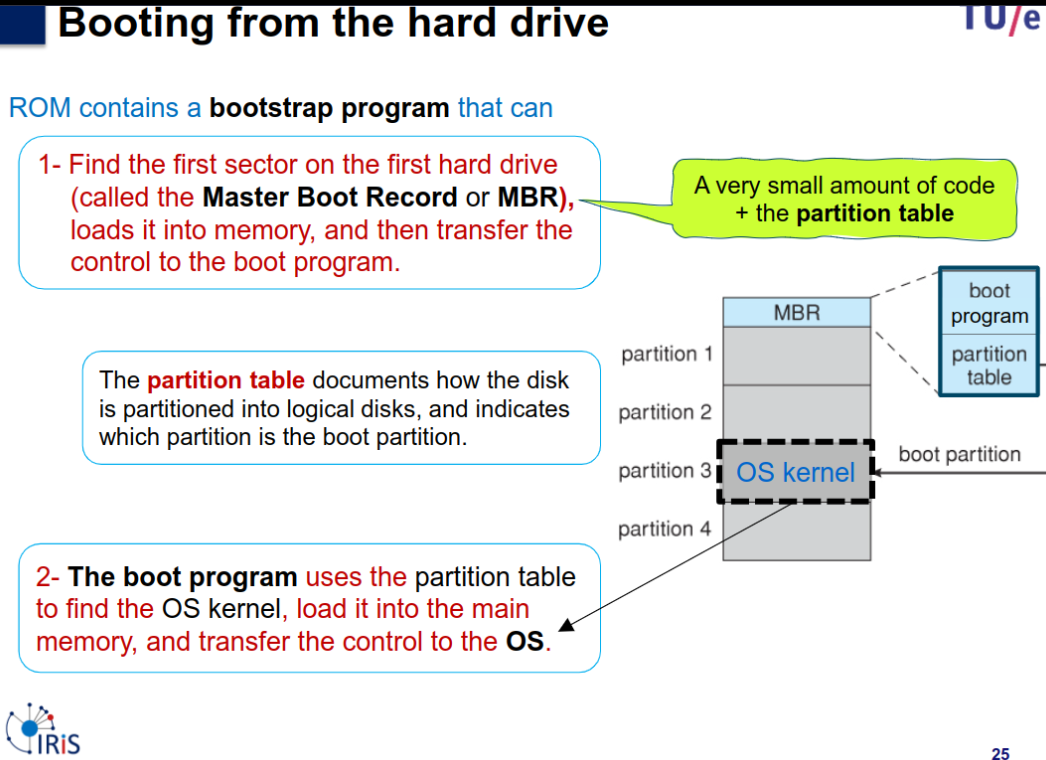 Booting from the hard drive
TU/e
ROM contains a bootstrap program that can
1- Find the first sector on the first hard drive
(called the Master Boot Record or MBR),
loads it into memory, and then transfer the
control to the boot program.
A very small amount of code
+ the partition table
The partition table documents how the disk
is partitioned into logical disks, and indicates
which partition is the boot partition.
MBR
partition 1
partition 2
partition 3
OS kernel
partition 4
boot
program
partition
table
boot partition
2- The boot program uses the partition table
to find the OS kernel, load it into the main
memory, and transfer the control to the OS.
IRiS
25